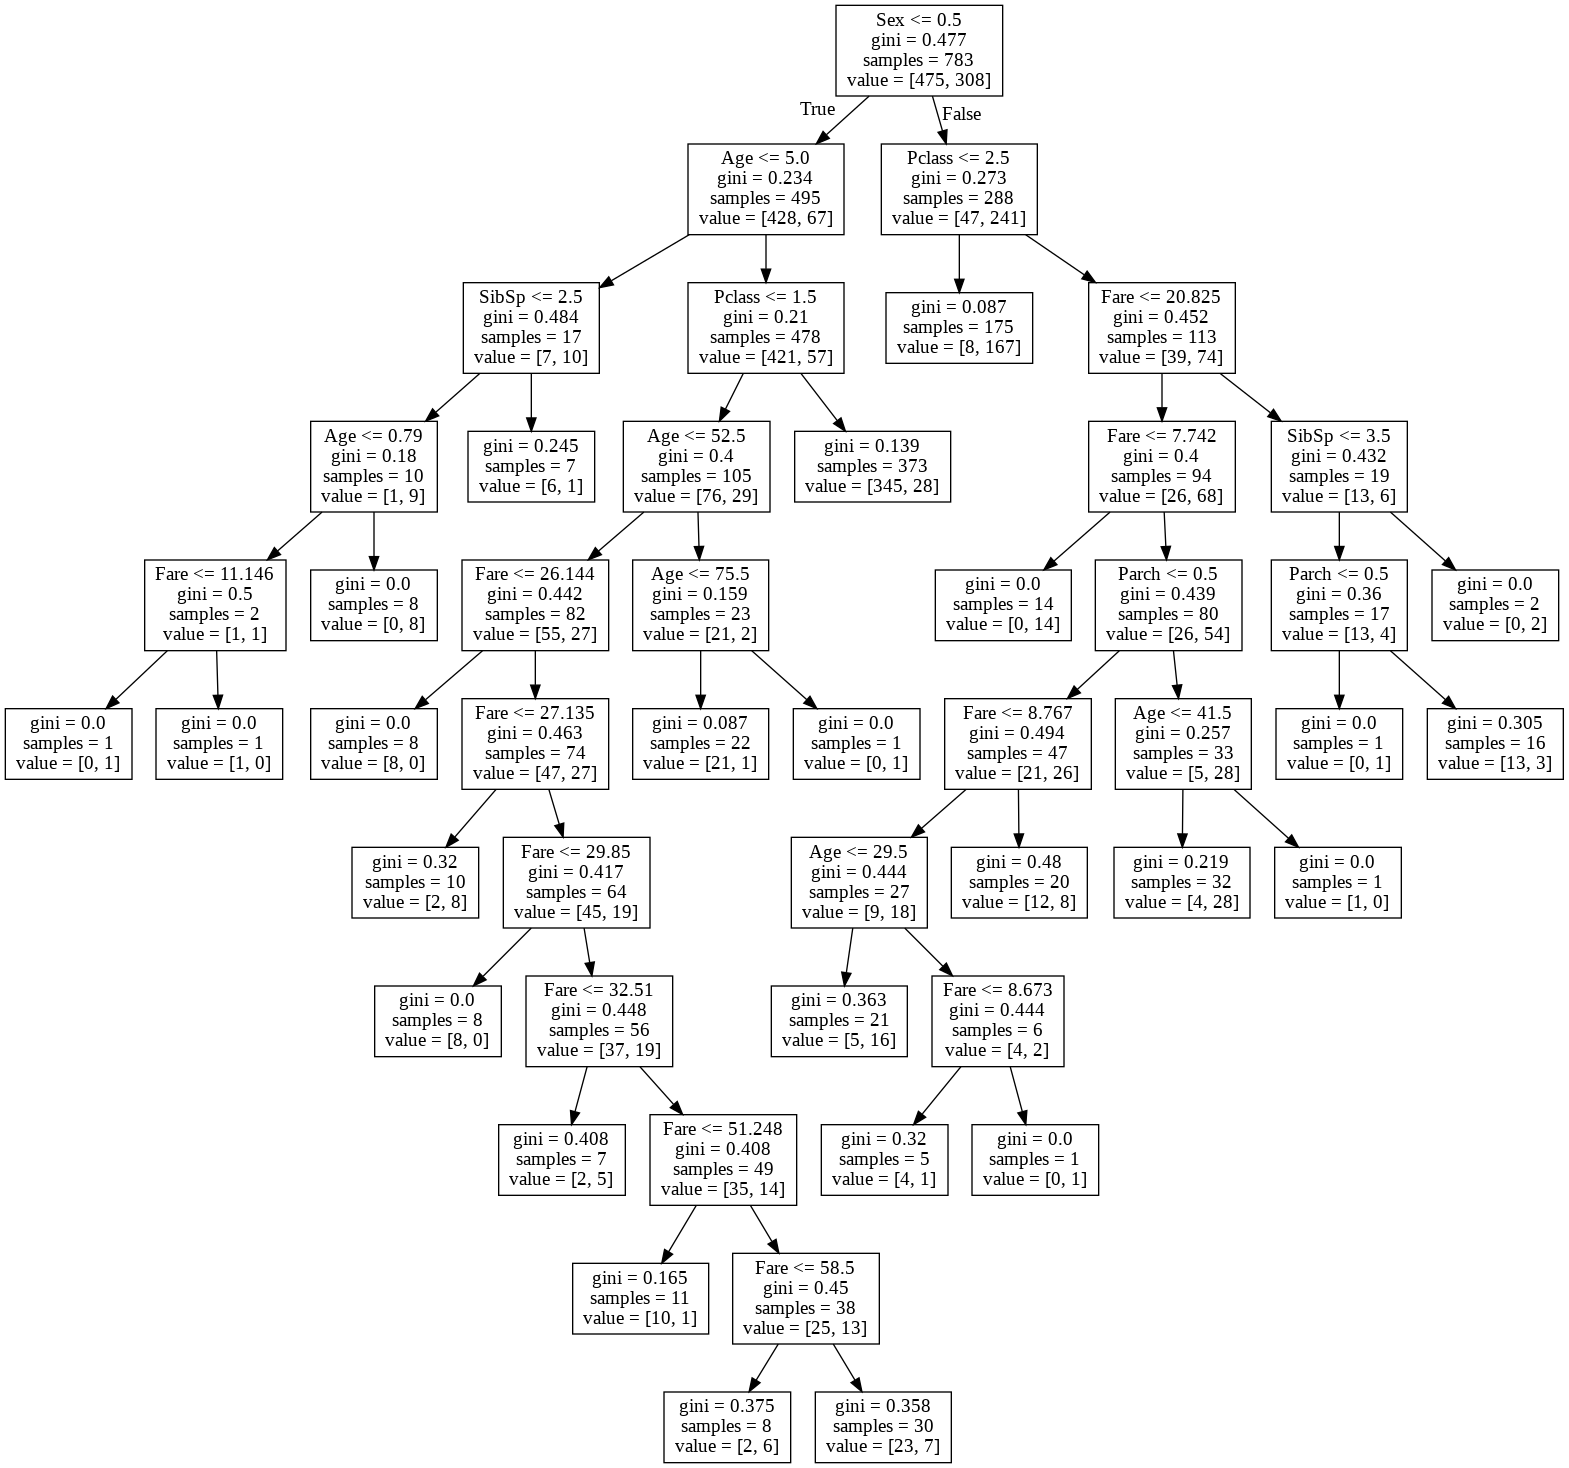 Sex <= 0.5
gini = 0.477
samples = 783
value = [475, 308]
True
False
Age <= 5.0
gini = 0.234
samples = 495
value = [428, 67]
Pclass <= 2.5
gini = 0.273
samples = 288
value = [47, 241]
SibSp <= 2.5
gini = 0.484
samples = 17
value = [7, 10]
Pclass <= 1.5
gini = 0.21
samples = 478
value = [421, 57]
gini = 0.087
samples = 175
value = [8, 167]
Fare <= 20.825
gini = 0.452
samples = 113
value = [39, 74]
Age <= 0.79
gini = 0.18
samples = 10
value = [1, 9]
gini = 0.245
samples = 7
value = [6, 1]
Age <= 52.5
gini = 0.4
samples = 105
value = [76, 29]
gini = 0.139
samples = 373
value = [345, 28]
Fare <= 7.742
gini = 0.4
samples = 94
value = [26, 68]
SibSp <= 3.5
gini = 0.432
samples = 19
value = [13, 6]
Fare <= 11.146
gini = 0.5
samples = 2
value = [1, 1]
gini = 0.0
samples = 8
value = [0, 8]
Fare <= 26.144
gini = 0.442
samples = 82
value = [55, 27]
Age <= 75.5
gini = 0.159
samples = 23
value = [21, 2]
gini = 0.0
samples = 14
value = [0, 14]
Parch <= 0.5
gini = 0.439
samples = 80
value = [26, 54]
Parch <= 0.5
gini = 0.36
samples = 17
value = [13, 4]
gini = 0.0
samples = 2
value = [0, 2]
gini = 0.0
samples = 1
value = [0, 1]
gini = 0.0
samples = 1
value = [1, 0]
gini = 0.0
samples = 8
value = [8, 0]
Fare <= 27.135
gini = 0.463
samples = 74
value = [47, 27]
gini = 0.087
samples = 22
value = [21, 1]
gini = 0.0
samples = 1
value = [0, 1]
Fare <= 8.767
gini = 0.494
samples = 47
value = [21, 26]
Age <= 41.5
gini = 0.257
samples = 33
value = [5, 28]
gini = 0.0
samples = 1
value = [0, 1]
gini = 0.305
samples = 16
value = [13, 3]
gini = 0.32
samples = 10
value = [2, 8]
Fare <= 29.85
gini = 0.417
samples = 64
value = [45, 19]
Age <= 29.5
gini = 0.444
samples = 27
value = [9, 18]
gini = 0.48
samples = 20
value = [12, 8]
gini = 0.219
samples = 32
value = [4, 28]
gini = 0.0
samples = 1
value = [1, 0]
gini = 0.0
samples = 8
value = [8, 0]
Fare <= 32.51
gini = 0.448
samples = 56
value = [37, 19]
gini = 0.363
samples = 21
value = [5, 16]
Fare <= 8.673
gini = 0.444
samples = 6
value = [4, 2]
gini = 0.408
samples = 7
value = [2, 5]
Fare <= 51.248
gini = 0.408
samples = 49
value = [35, 14]
gini = 0.32
samples = 5
value = [4, 1]
gini = 0.0
samples = 1
value = [0, 1]
gini = 0.165
samples = 11
value = [10, 1]
Fare <= 58.5
gini = 0.45
samples = 38
value = [25, 13]
gini = 0.375
samples = 8
value = [2, 6]
gini = 0.358
samples = 30
value = [23, 7]